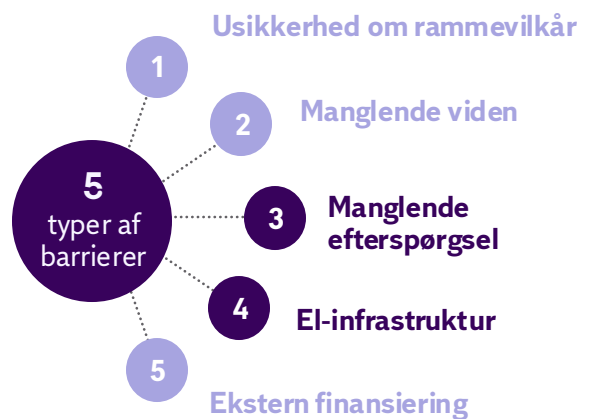 5
typer af
barrierer
1
Usikkerhed om rammevilkår
2
Manglende viden
3
Manglende
efterspørgsel
4
El-infrastruktur
5
Ekstern finansiering